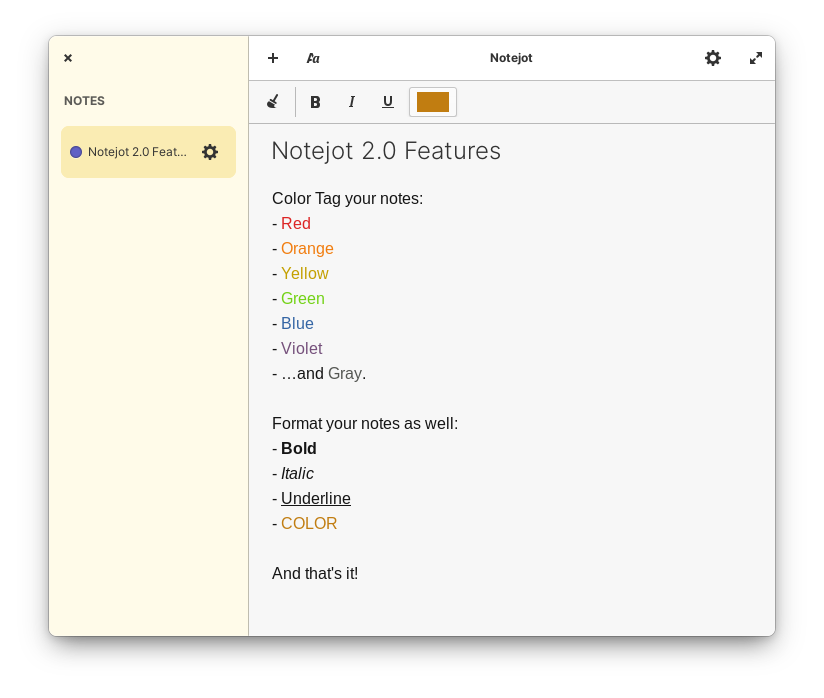 Aa
Notejot
NOTES
B I U
Notejot 2.0 Feat...
Notejot 2.0 Features
Color Tag your notes:
- Red
- Orange
- Yellow
- Green
- Blue
- Violet
- …and Gray.
Format your notes as well:
- Bold
- Italic
- Underline
- COLOR
And that's it!